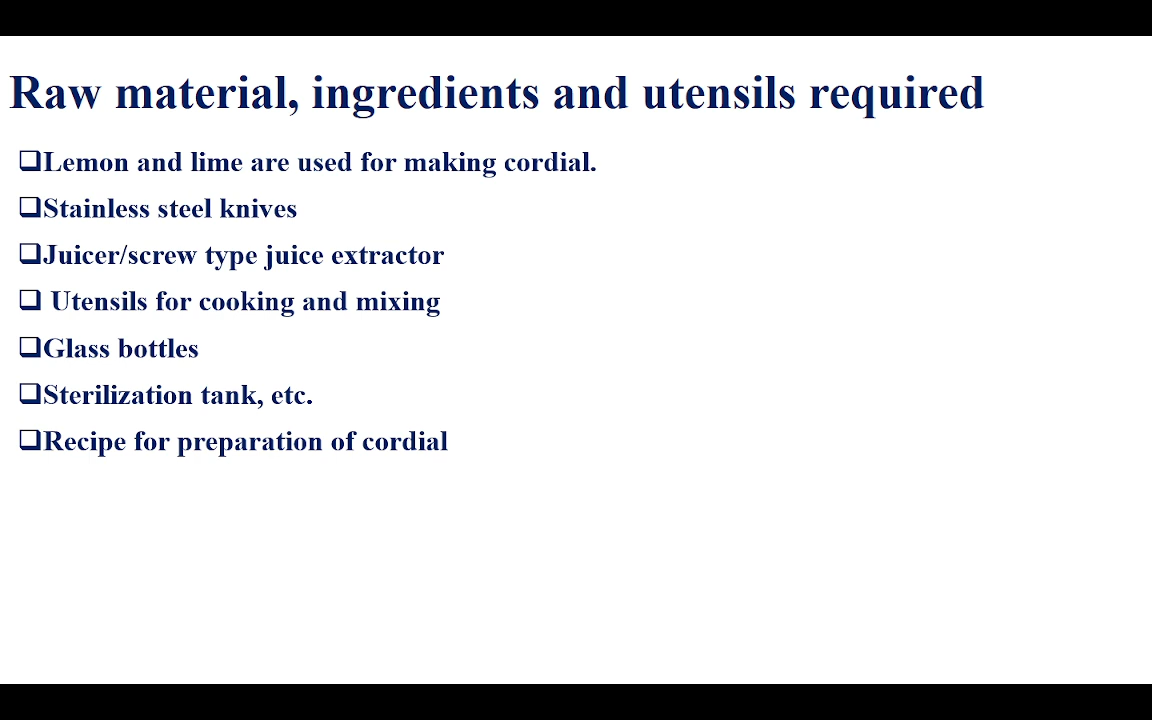 Raw material, ingredients and utensils required
❑Lemon and lime are used for making cordial.
❑Stainless steel knives
❑Juicer/screw type juice extractor
❑ Utensils for cooking and mixing
❑Glass bottles
❑Sterilization tank, etc.
❑Recipe for preparation of cordial